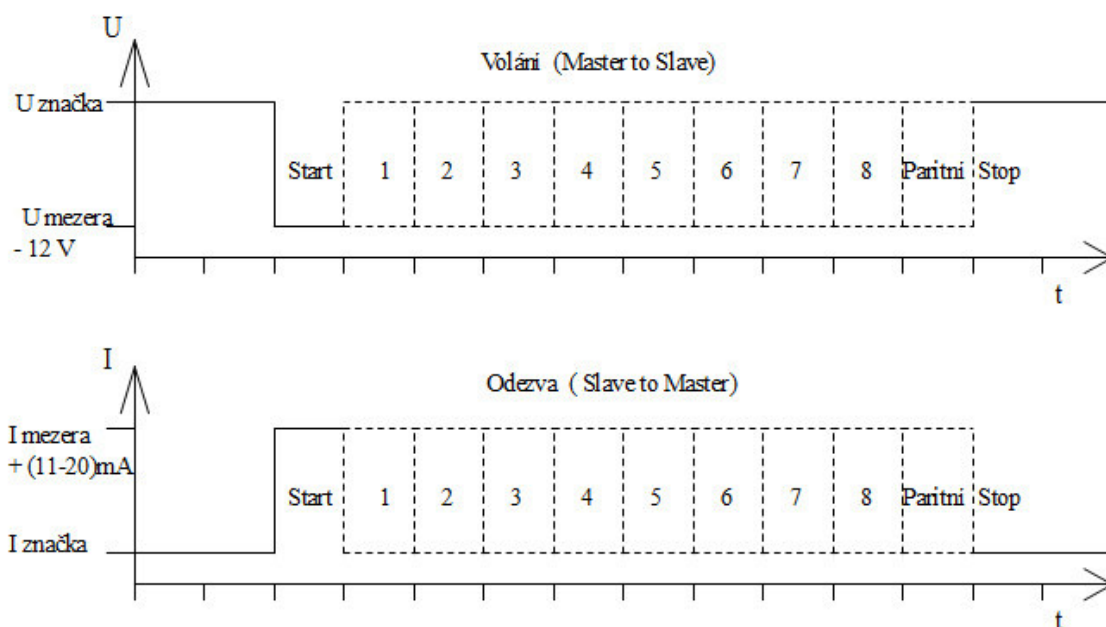 U
Volání (Master to Slave)
U značka
Start 1 2 3 4 5 6 7 8 Paritní Stop
U mezera
- 12 V
t
I
Odezva ( Slave to Master)
I mezera
+ (11-20)mA
Start 1 2 3 4 5 6 7 8 Paritní Stop
I značka
t